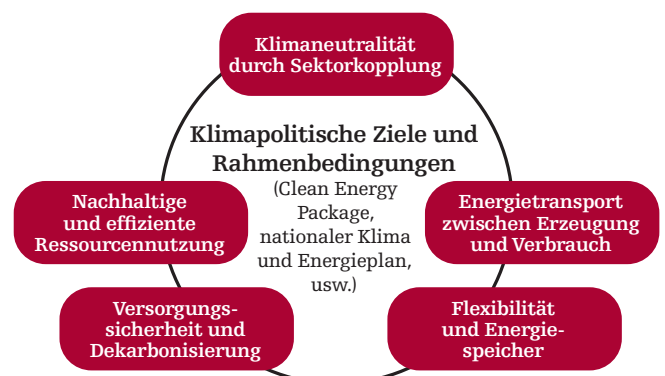 Klimaneutralität
durch Sektorkopplung
Klimapolitische Ziele und
Rahmenbedingungen
(Clean Energy
Package,
nationaler Klima
und Energieplan,
usw.)
Nachhaltige
und effiziente
Ressourcennutzung
Energietransport
zwischen Erzeugung
und Verbrauch
Versorgungs-
sicherheit und
Dekarbonisierung
Flexibilität
und Energie-
speicher